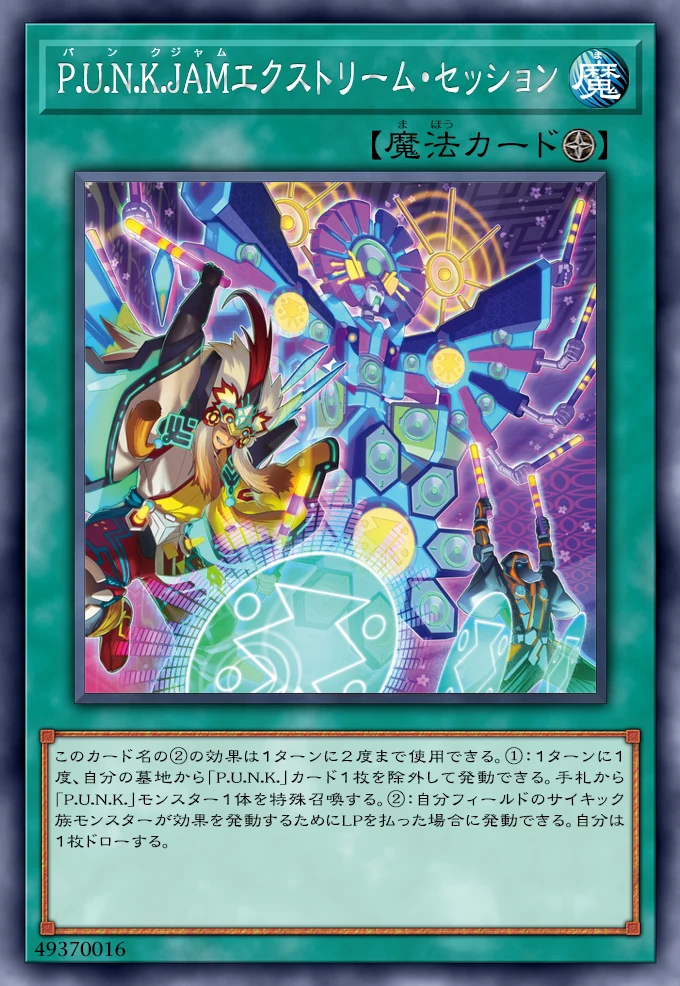 パンクジャム
P.U.N.K.JAMエクストリーム・セッション
ま
魔
まほう
【魔法カード】
このカード名の②の効果は1ターンに2度まで使用できる。①:1ターンに1
度、自分の墓地から「P.U.N.K.」カード1枚を除外して発動できる。手札から
「P.U.N.K.」モンスター1体を特殊召喚する。②:自分フィールドのサイキック
族モンスターが効果を発動するためにLPを払った場合に発動できる。自分は
1枚ドローする。
49370016